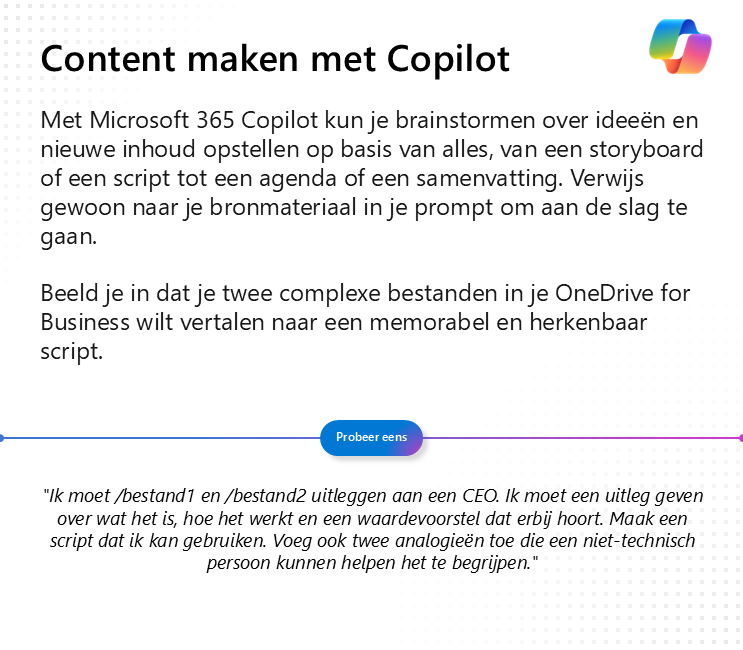 Content maken met Copilot
Met Microsoft 365 Copilot kun je brainstormen over ideeën en
nieuwe inhoud opstellen op basis van alles, van een storyboard
of een script tot een agenda of een samenvatting. Verwijs
gewoon naar je bronmateriaal in je prompt om aan de slag te
gaan.
Beeld je in dat je twee complexe bestanden in je OneDrive for
Business wilt vertalen naar een memorabel en herkenbaar
script.
Probeer eens
"Ik moet /bestand1 en /bestand2 uitleggen aan een CEO. Ik moet een uitleg geven
over wat het is, hoe het werkt en een waardevoorstel dat erbij hoort. Maak een
script dat ik kan gebruiken. Voeg ook twee analogieën toe die een niet-technisch
persoon kunnen helpen het te begrijpen."